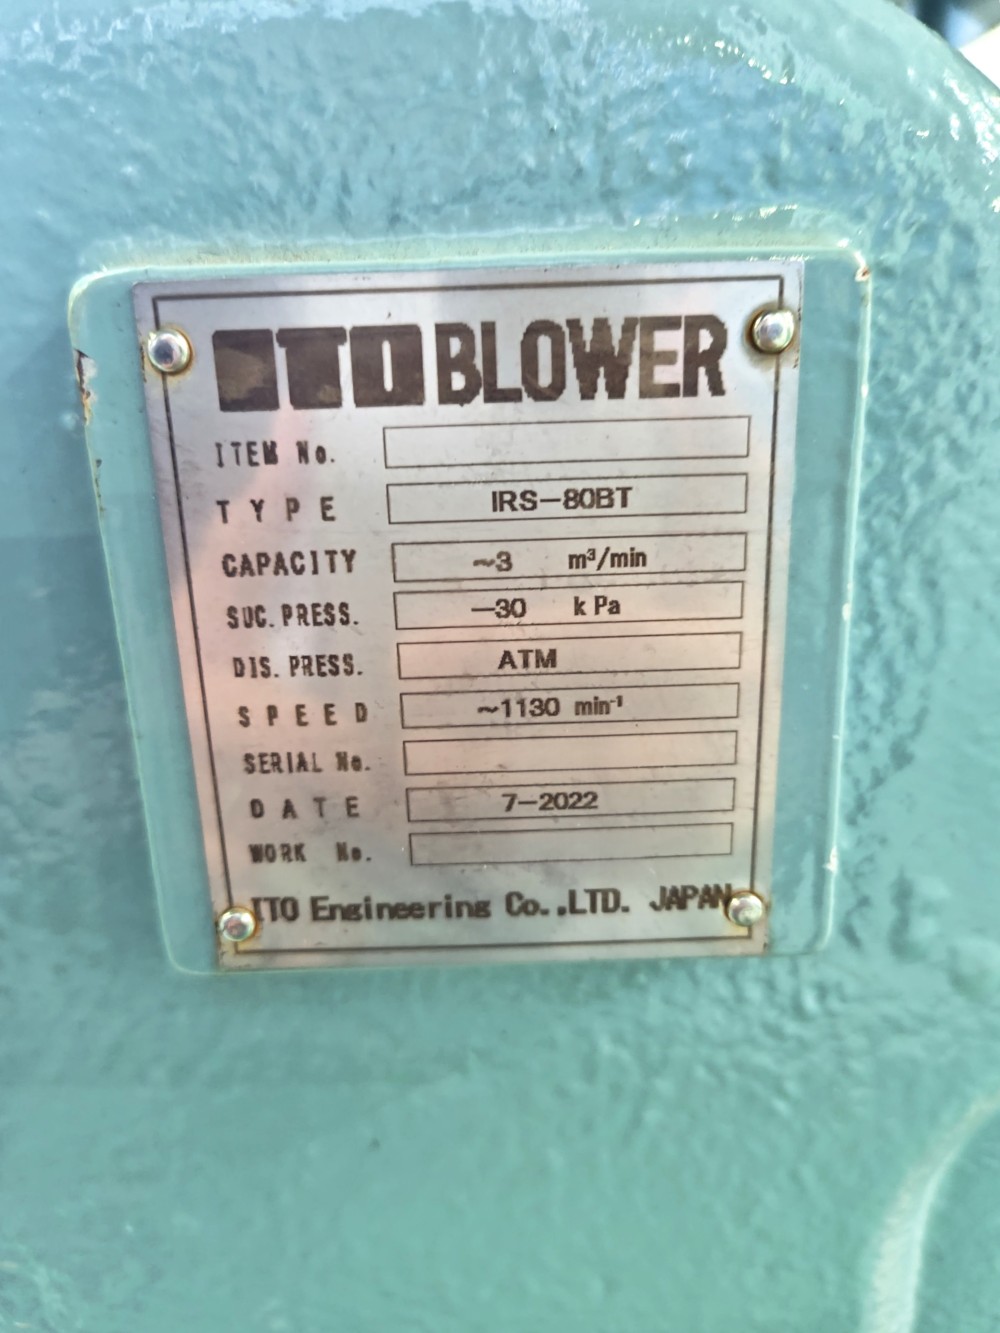 ITO BLOWER
ITEM No.
TYPE IRS-80BT
CAPACITY ~3 m³/min
SUC. PRESS. -30 kPa
DIS. PRESS. ATM
SPEED ~1130 min⁻¹
SERIAL No.
DATE 7-2022
WORK No.
ITO Engineering Co.,LTD. JAPAN